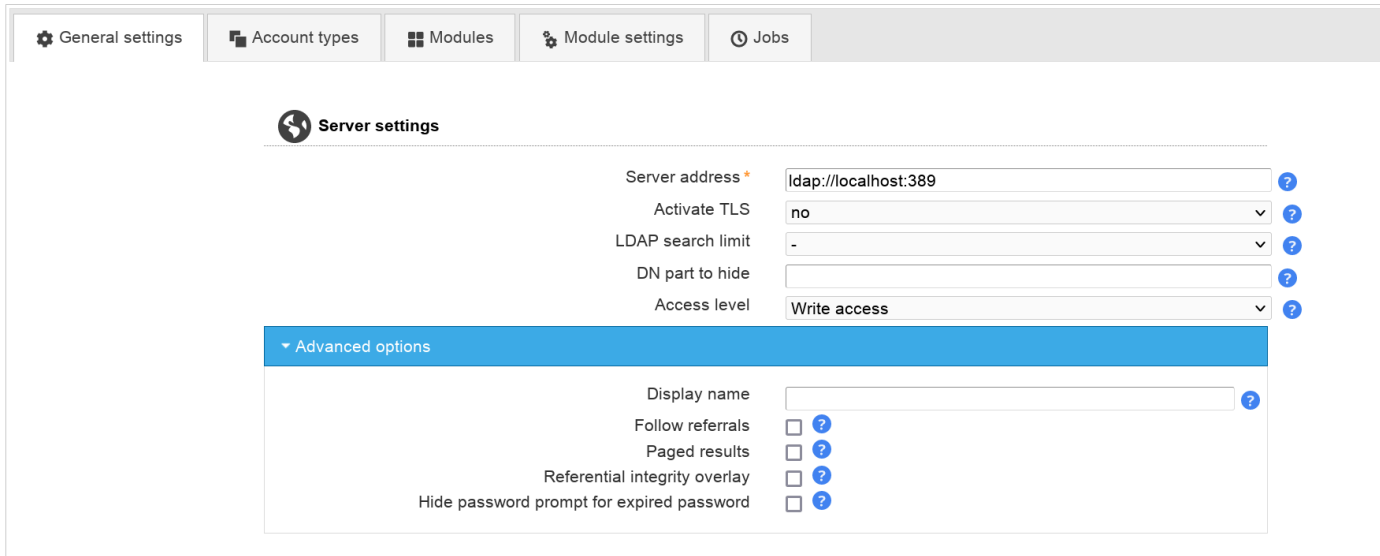 General settings Account types Modules Module settings Jobs
Server settings
Server address * ldap://localhost:389 ?
Activate TLS no ?
LDAP search limit - ?
DN part to hide ?
Access level Write access ?
Advanced options
Display name ?
Follow referrals ?
Paged results ?
Referential integrity overlay ?
Hide password prompt for expired password ?